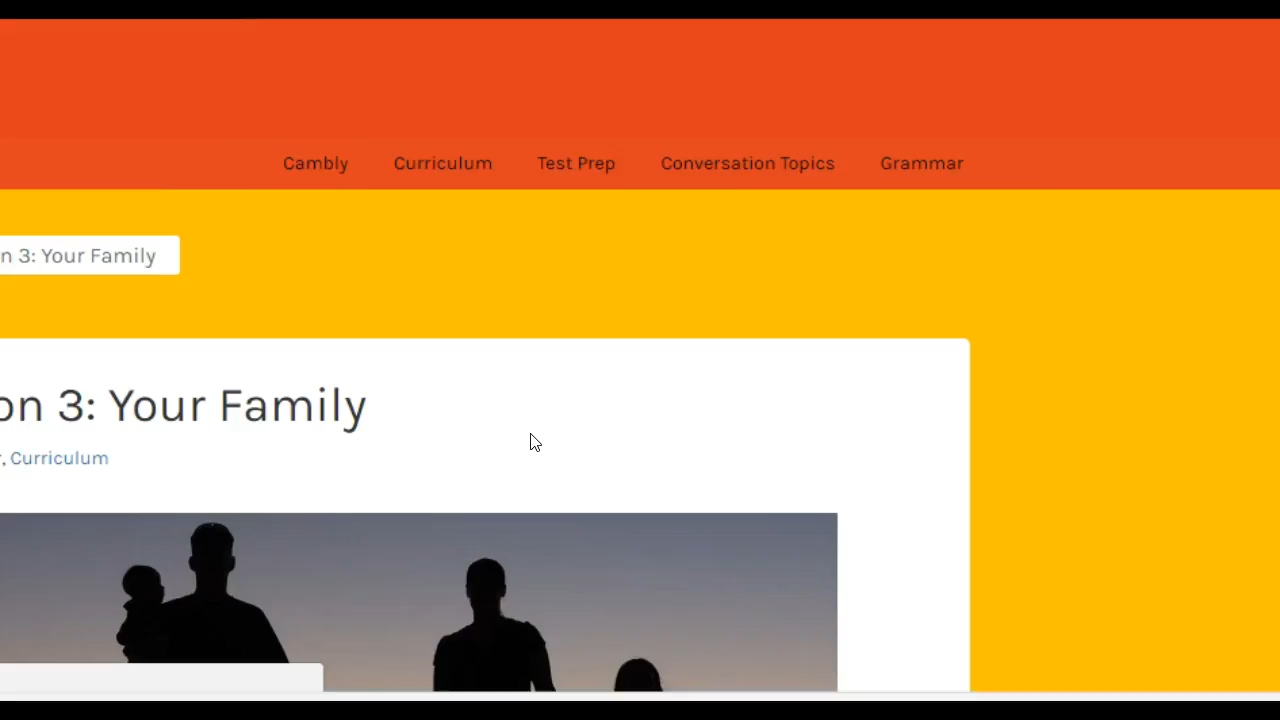 Cambly Curriculum Test Prep Conversation Topics Grammar
n 3: Your Family
on 3: Your Family
, Curriculum